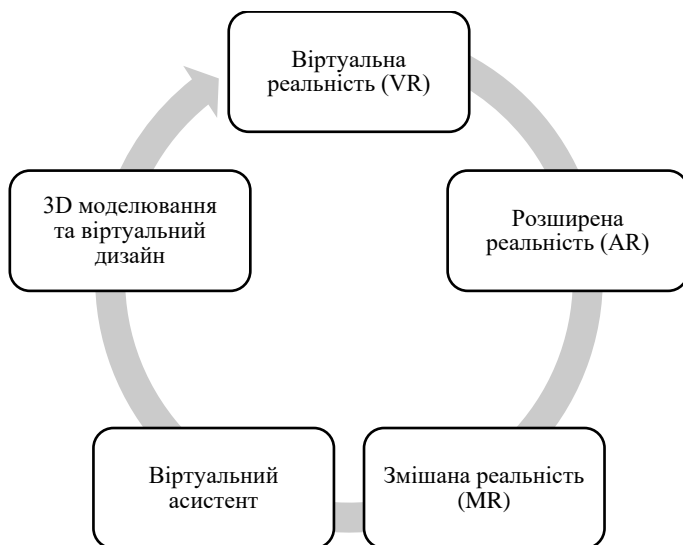 Віртуальна
реальність (VR)
Розширена
реальність (AR)
Змішана реальність
(MR)
Віртуальний
асистент
3D моделювання
та віртуальний
дизайн